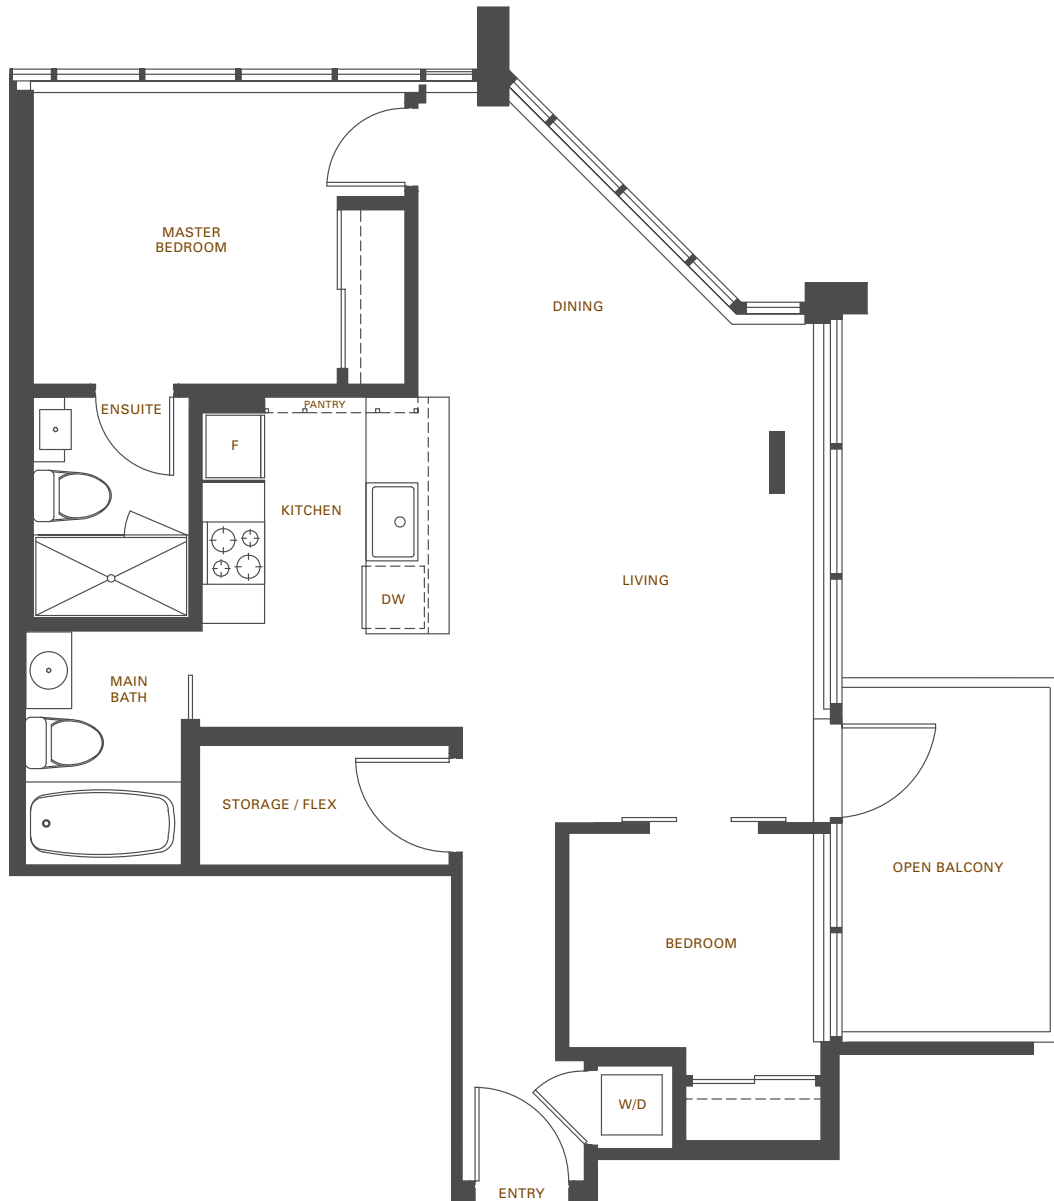 MASTER
BEDROOM
DINING
ENSUITE
PANTRY
F
KITCHEN
LIVING
DW
MAIN
BATH
STORAGE / FLEX
OPEN BALCONY
BEDROOM
W/D
ENTRY